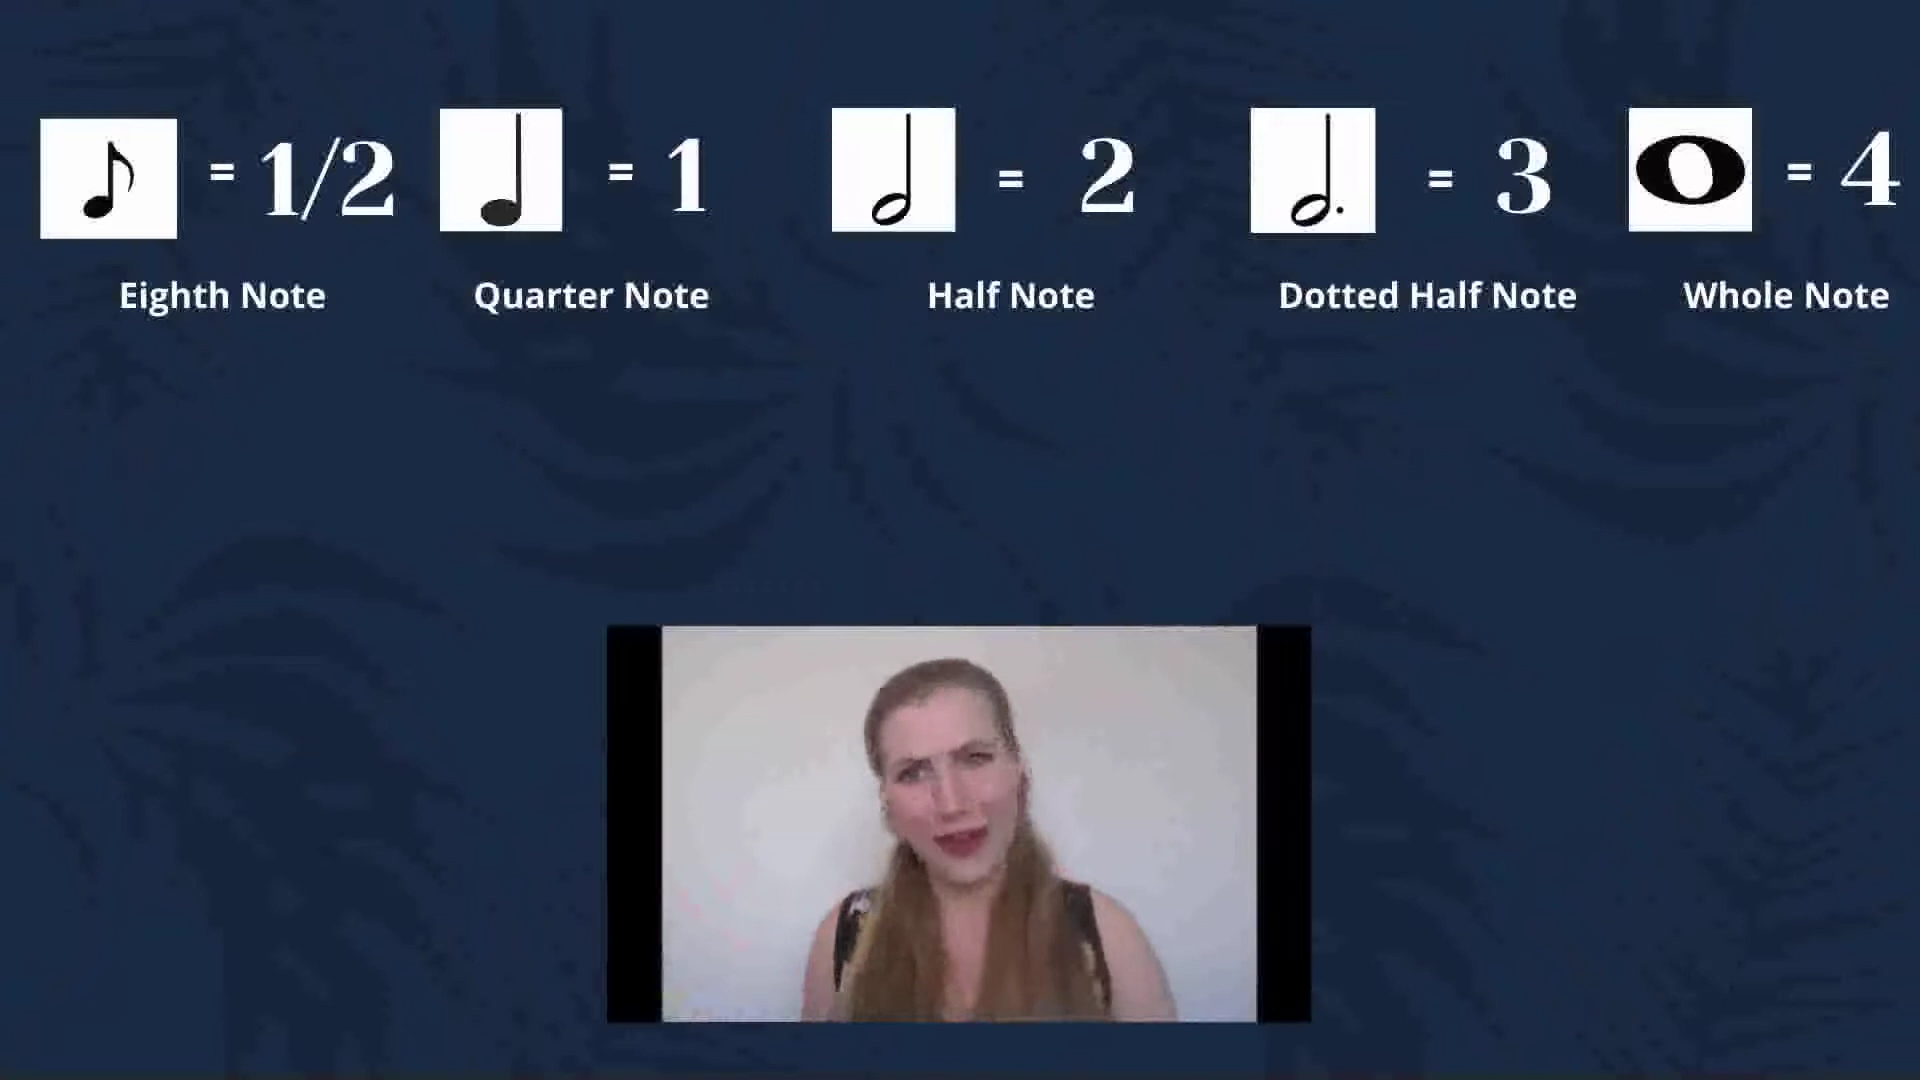 = 1/2 = 1 = 2 = 3 = 4
Eighth Note Quarter Note Half Note Dotted Half Note Whole Note